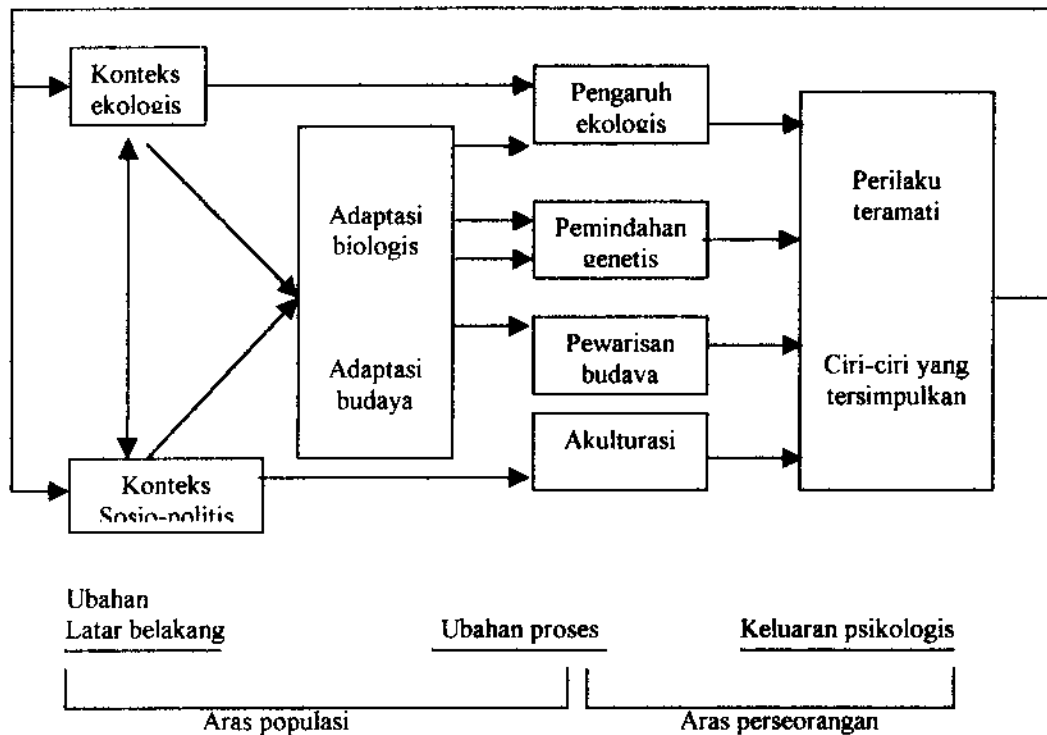 Konteks
ekologis
Pengaruh
ekologis
Adaptasi
biologis
Adaptasi
budaya
Pemindahan
genetis
Pewarisan
budaya
Akulturasi
Perilaku
teramati
Ciri-ciri yang
tersimpulkan
Konteks
Sosio-politis
Ubahan
Latar belakang
Ubahan proses
Keluaran psikologis
Aras populasi
Aras perseorangan